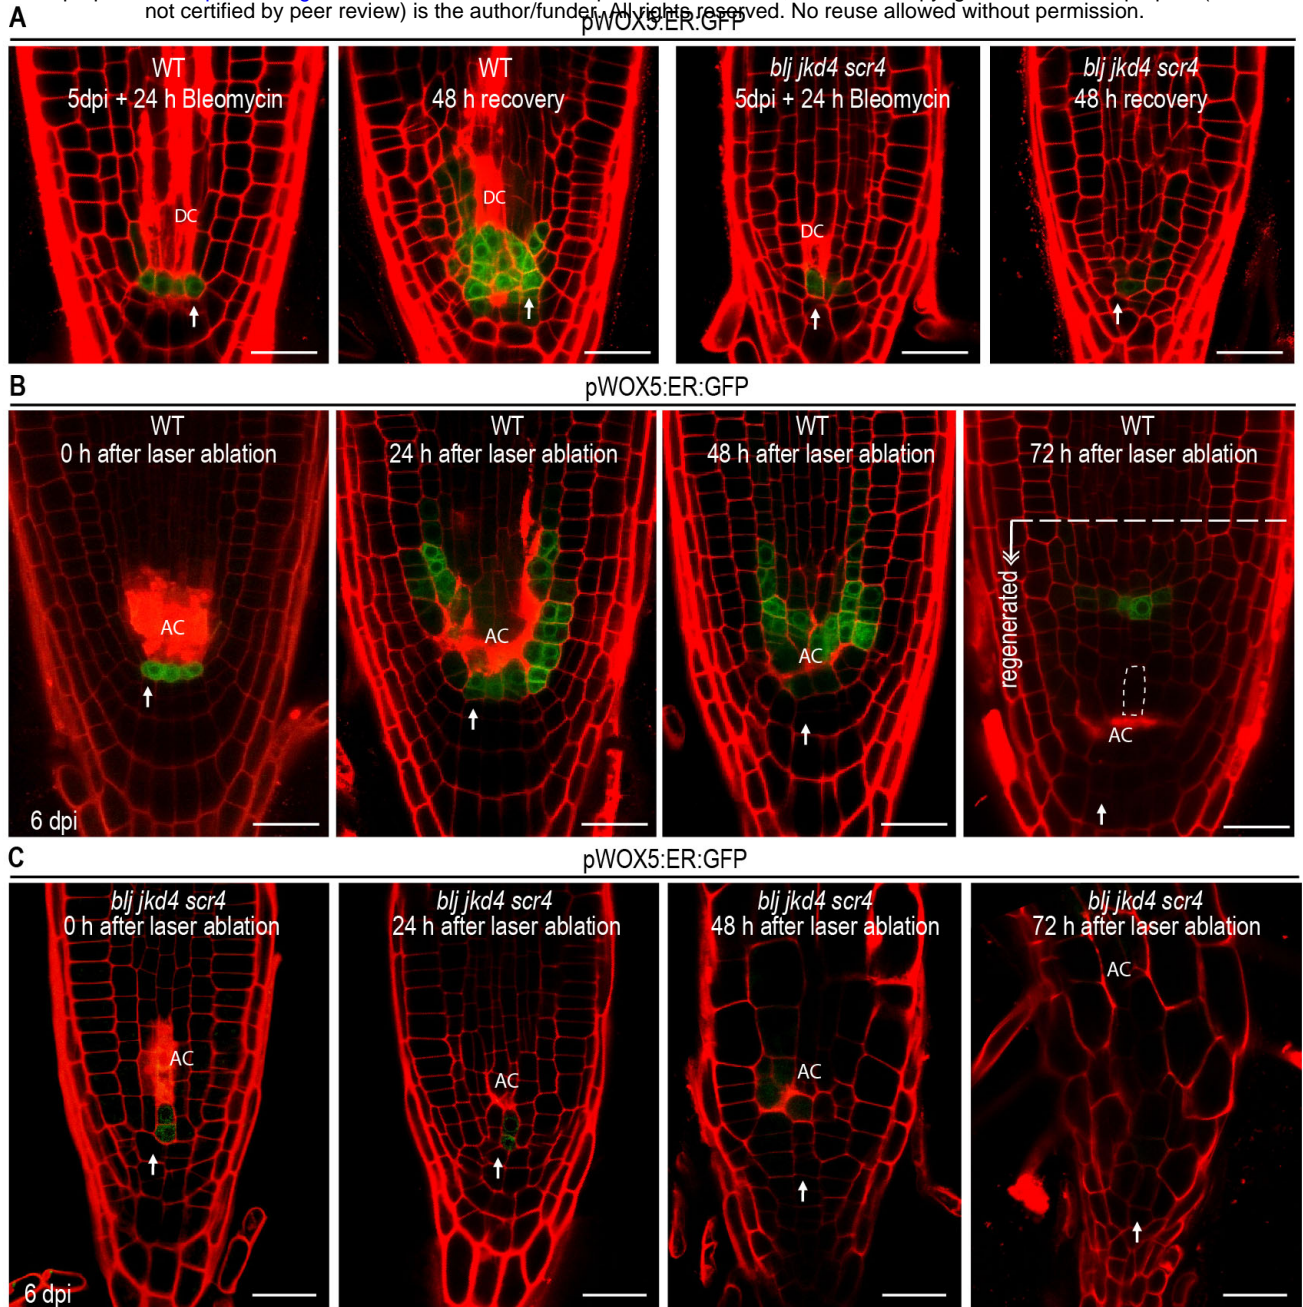 not certified by peer review) is the author/funder. All rights reserved. No reuse allowed without permission.
A
pWOX5:ER:GFP
WT
5dpi + 24 h Bleomycin
DC
WT
48 h recovery
DC
blj jkd4 scr4
5dpi + 24 h Bleomycin
DC
blj jkd4 scr4
48 h recovery
B
pWOX5:ER:GFP
WT
0 h after laser ablation
AC
6 dpi
WT
24 h after laser ablation
AC
WT
48 h after laser ablation
AC
WT
72 h after laser ablation
regenerated
AC
C
pWOX5:ER:GFP
blj jkd4 scr4
0 h after laser ablation
AC
6 dpi
blj jkd4 scr4
24 h after laser ablation
AC
blj jkd4 scr4
48 h after laser ablation
AC
blj jkd4 scr4
72 h after laser ablation
AC